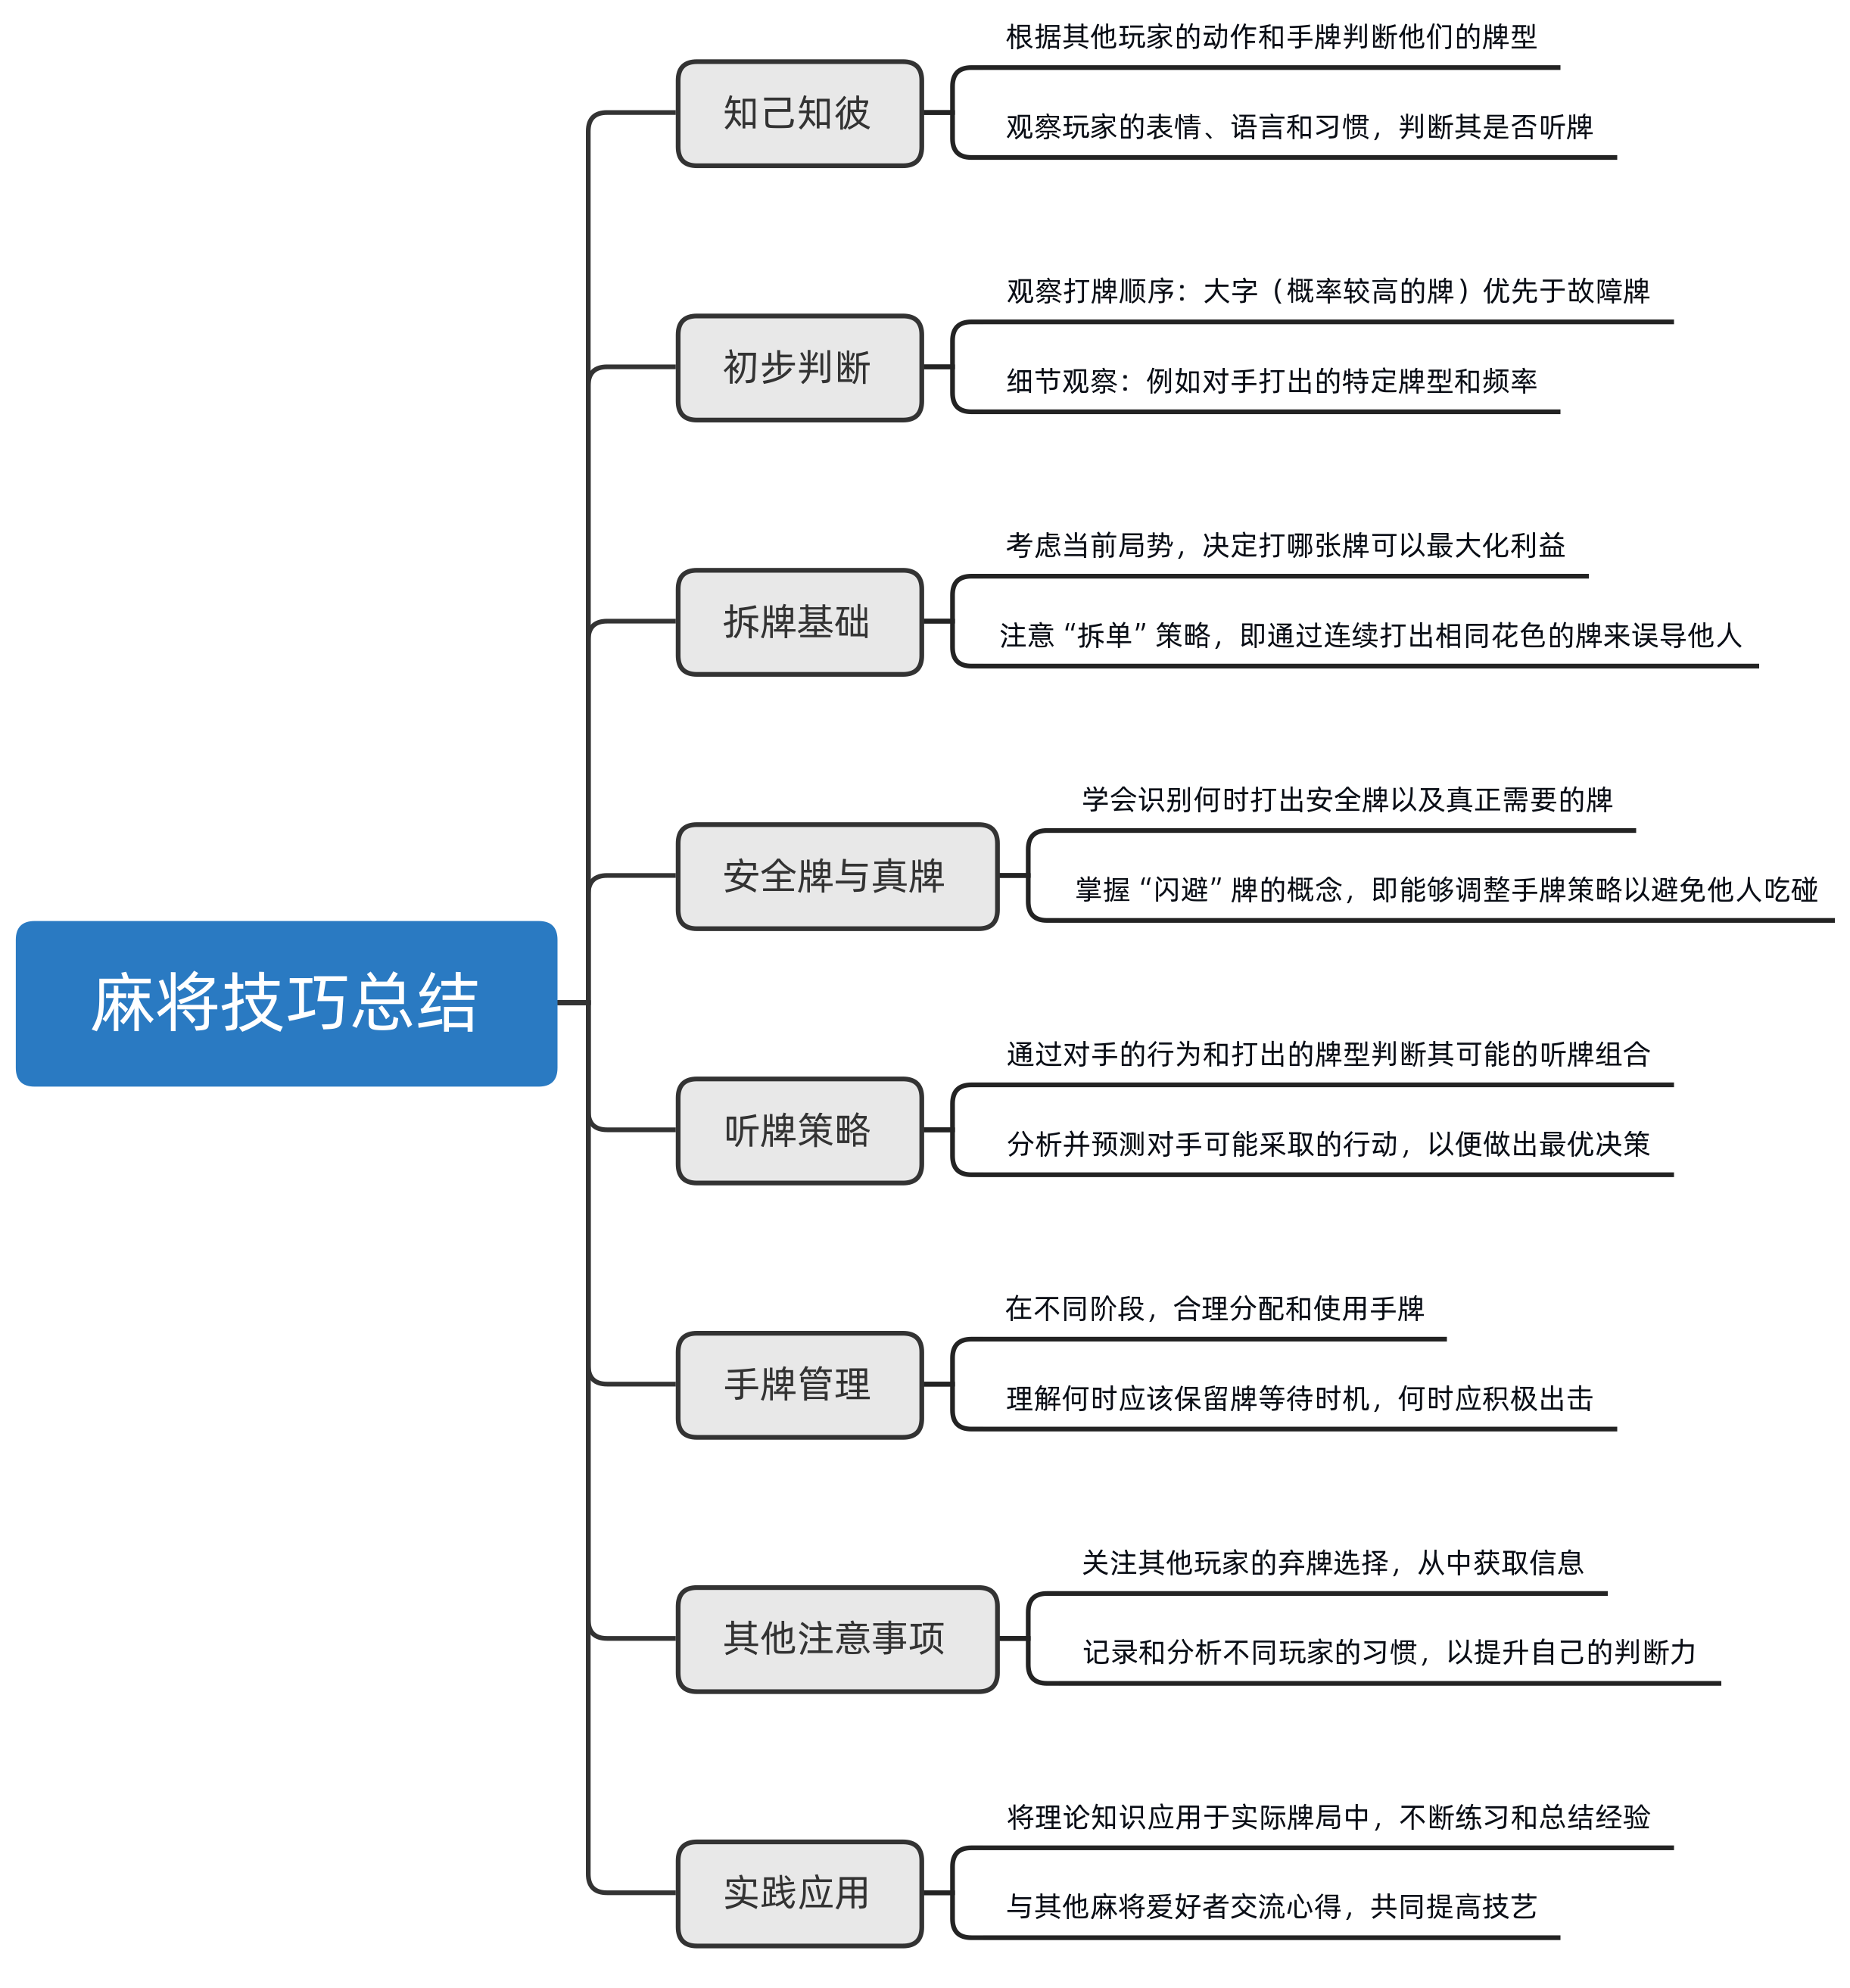 麻将技巧总结
知己知彼
根据其他玩家的动作和手牌判断他们的牌型
观察玩家的表情、语言和习惯，判断其是否听牌
初步判断
观察打牌顺序：大字（概率较高的牌）优先于故障牌
细节观察：例如对手打出的特定牌型和频率
拆牌基础
考虑当前局势，决定打哪张牌可以最大化利益
注意“拆单”策略，即通过连续打出相同花色的牌来误导他人
安全牌与真牌
学会识别何时打出安全牌以及真正需要的牌
掌握“闪避”牌的概念，即能够调整手牌策略以避免他人吃碰
听牌策略
通过对手的行为和打出的牌型判断其可能的听牌组合
分析并预测对手可能采取的行动，以便做出最优决策
手牌管理
在不同阶段，合理分配和使用手牌
理解何时应该保留牌等待时机，何时应积极出击
其他注意事项
关注其他玩家的弃牌选择，从中获取信息
记录和分析不同玩家的习惯，以提升自己的判断力
实践应用
将理论知识应用于实际牌局中，不断练习和总结经验
与其他麻将爱好者交流心得，共同提高技艺